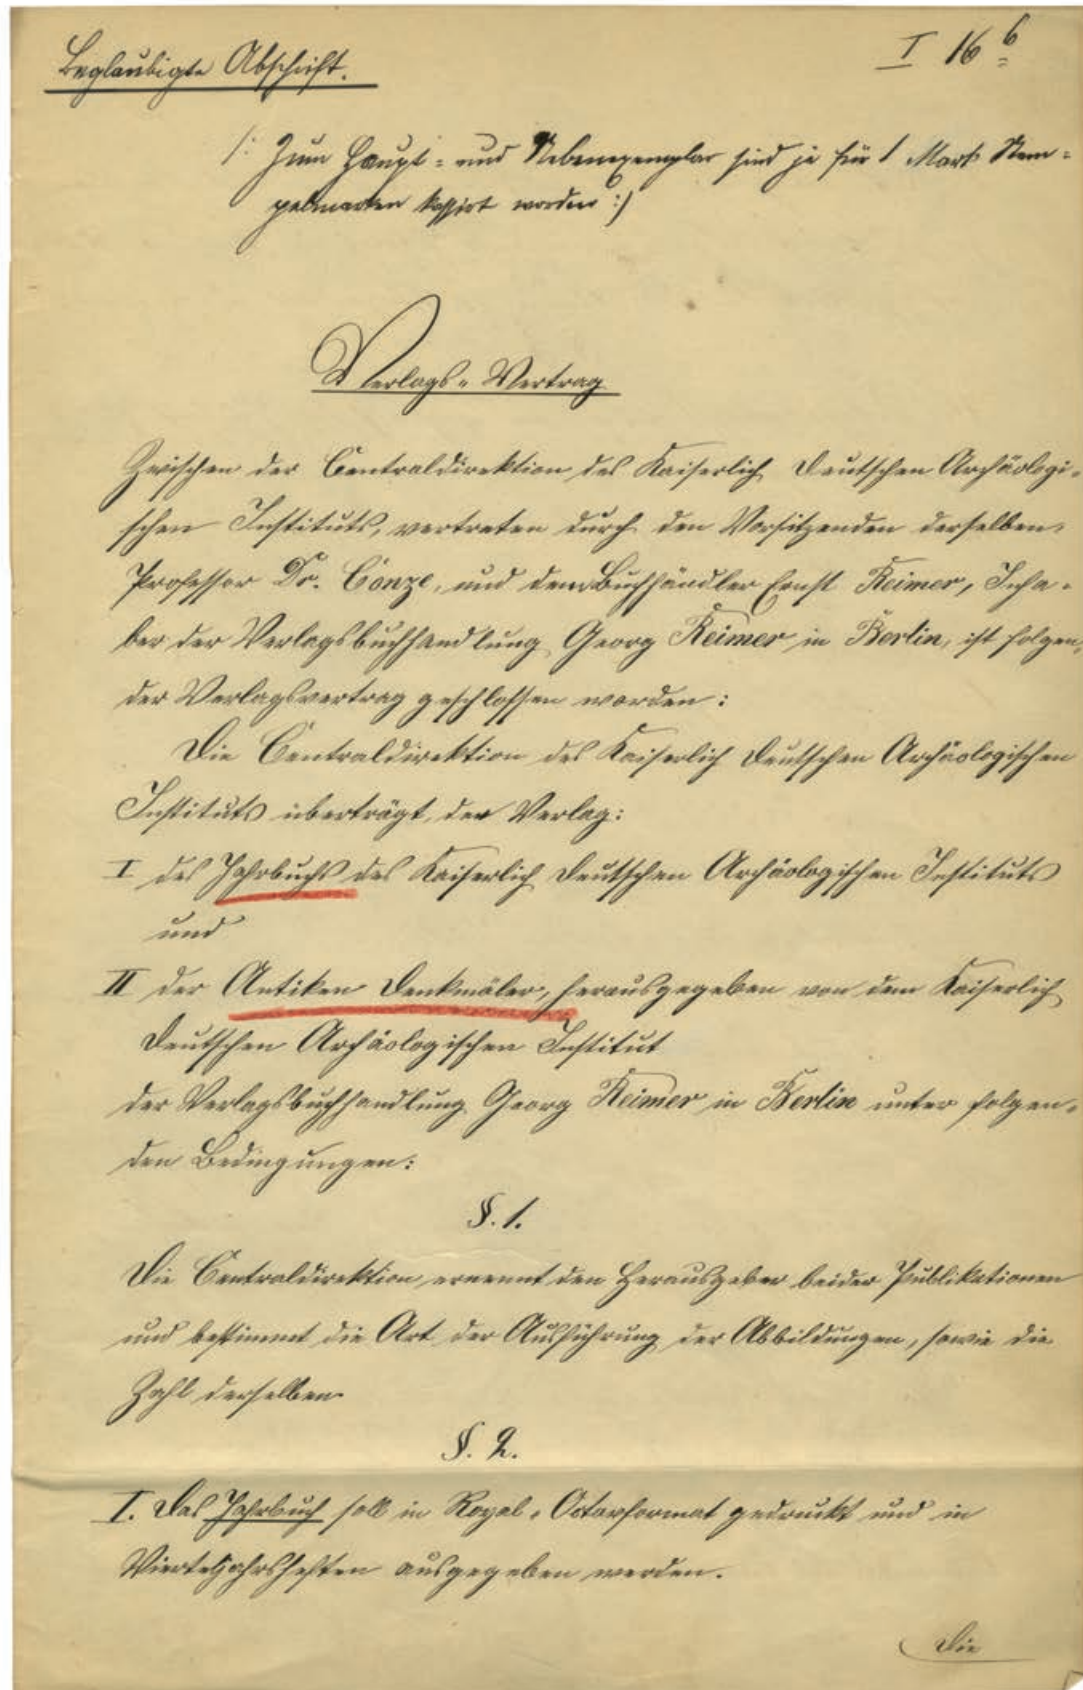 Beglaubigte Abschrift.
I 16 b
/: Zum Haupt- und Nebenexemplar sind je für 1 Mark Stem-
pelmarken kassirt worden :/
Verlags-Vertrag
Zwischen der Centraldirektion des Kaiserlich Deutschen Archäologi-
schen Instituts, vertreten durch den Vorsitzenden derselben,
Professor Dr. Conze, und dem Buchhändler Ernst Reimer, Inha-
ber der Verlagsbuchhandlung Georg Reimer in Berlin, ist folgen-
der Verlagsvertrag geschlossen worden:
Die Centraldirektion des Kaiserlich Deutschen Archäologischen
Instituts überträgt den Verlag:
I des Jahrbuchs des Kaiserlich Deutschen Archäologischen Instituts
und
II der Antiken Denkmäler, herausgegeben von dem Kaiserlich
Deutschen Archäologischen Institut
der Verlagsbuchhandlung Georg Reimer in Berlin unter folgen-
den Bedingungen:
§. 1.
Die Centraldirektion ernennt den Herausgeber beider Publikationen
und bestimmt die Art der Ausführung der Abbildungen, sowie die
Zahl derselben.
§. 2.
I. Das Jahrbuch soll in Royal-Octavformat gedruckt und in
Vierteljahrsheften ausgegeben werden.
Die